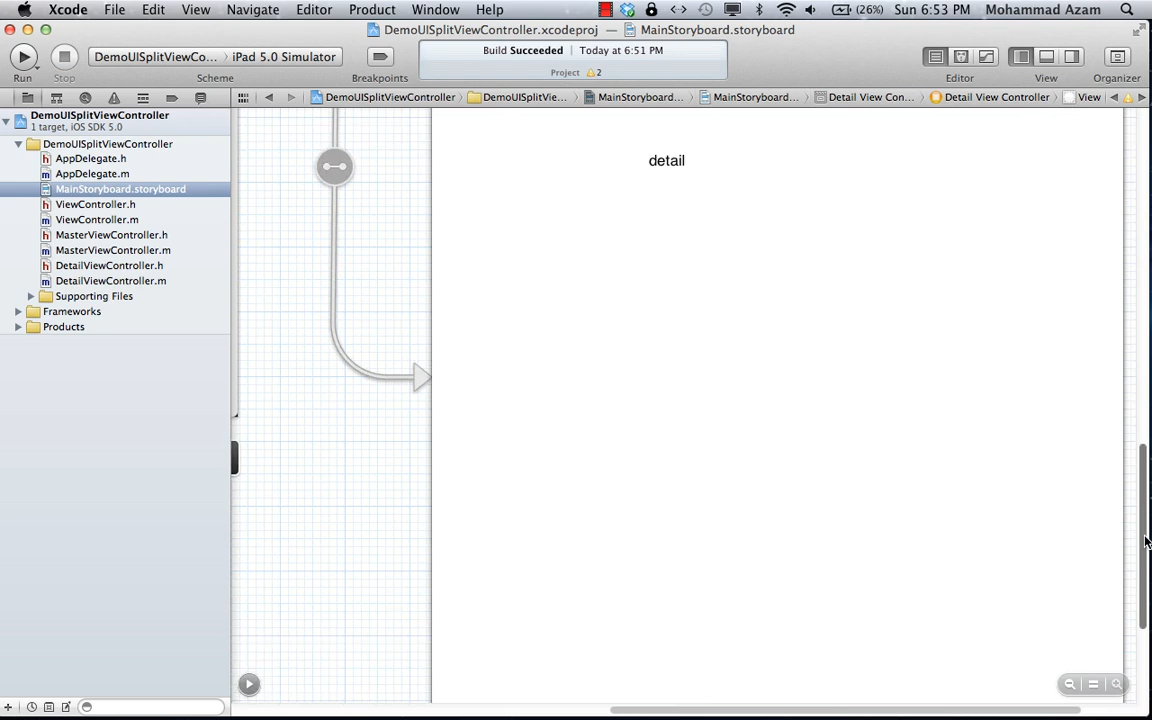 Xcode File Edit View Navigate Editor Product Window Help (26%) Sun 6:53 PM Mohammad Azam
DemoUISplitViewController.xcodeproj — MainStoryboard.storyboard
DemoUISplitViewCo... › iPad 5.0 Simulator
Build Succeeded | Today at 6:51 PM
Project 2
Run Stop Scheme Breakpoints Editor View Organizer
DemoUISplitViewController DemoUISplitVie... MainStoryboard... MainStoryboard... Detail View Con... Detail View Controller View
DemoUISplitViewController
1 target, iOS SDK 5.0
DemoUISplitViewController
h AppDelegate.h
m AppDelegate.m
MainStoryboard.storyboard
h ViewController.h
m ViewController.m
h MasterViewController.h
m MasterViewController.m
h DetailViewController.h
m DetailViewController.m
Supporting Files
Frameworks
Products
detail